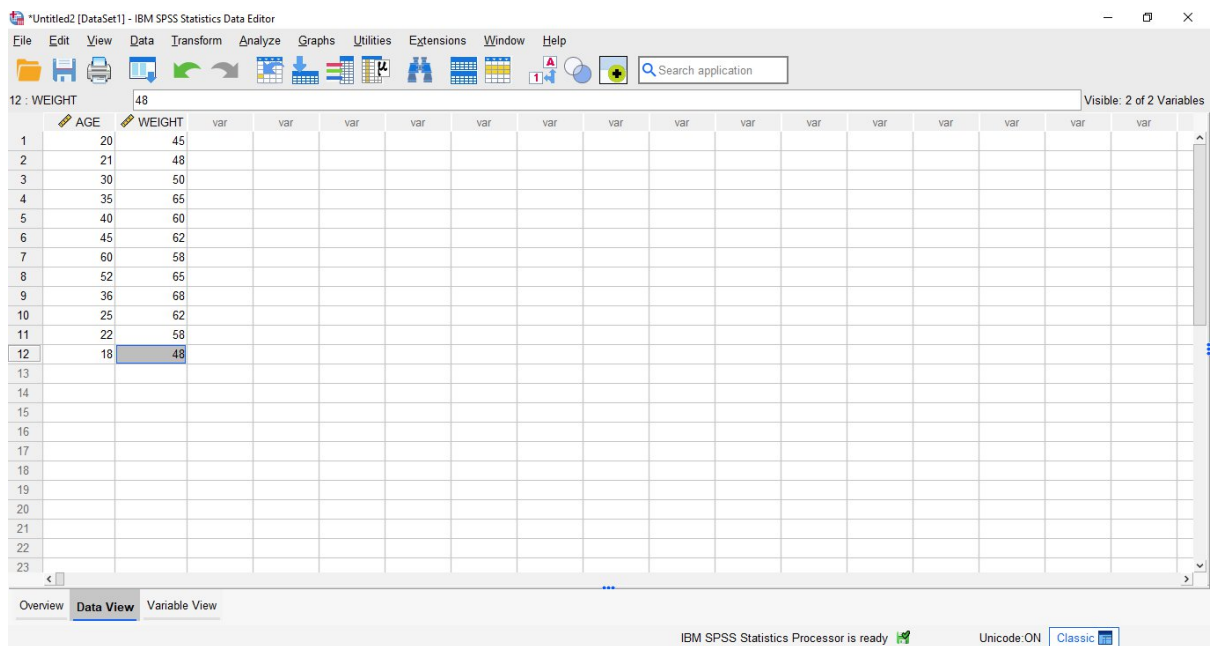 *Untitled2 [DataSet1] - IBM SPSS Statistics Data Editor
File Edit View Data Transform Analyze Graphs Utilities Extensions Window Help
Search application
12 : WEIGHT 48 Visible: 2 of 2 Variables
AGE WEIGHT var var var var var var var var var var var var var var var
1 20 45
2 21 48
3 30 50
4 35 65
5 40 60
6 45 62
7 60 58
8 52 65
9 36 68
10 25 62
11 22 58
12 18 48
13
14
15
16
17
18
19
20
21
22
23
Overview Data View Variable View
IBM SPSS Statistics Processor is ready Unicode:ON Classic